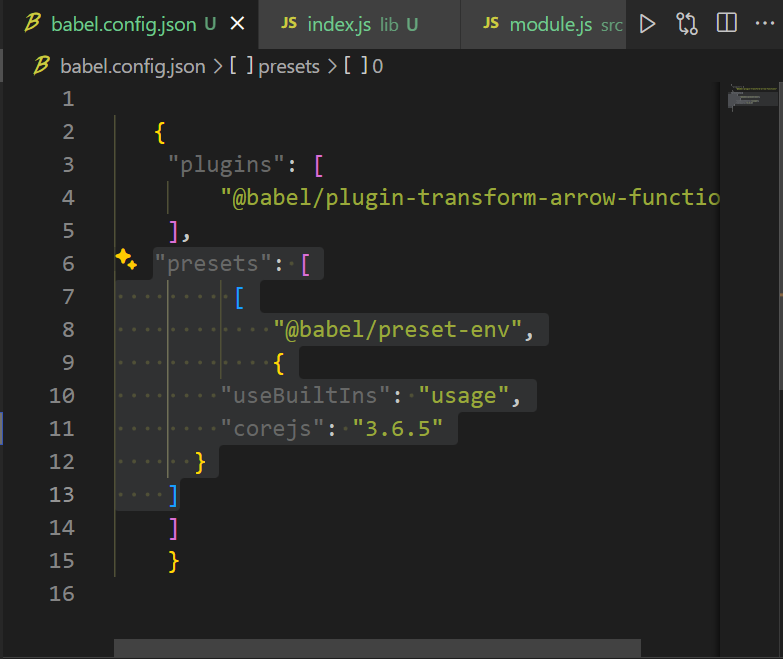 babel.config.json U
JS index.js lib U
JS module.js src
babel.config.json > [ ] presets > [ ] 0
1
2 {
3 "plugins": [
4 "@babel/plugin-transform-arrow-functio
5 ],
6 "presets": [
7 [
8 "@babel/preset-env",
9 {
10 "useBuiltIns": "usage",
11 "corejs": "3.6.5"
12 }
13 ]
14 ]
15 }
16